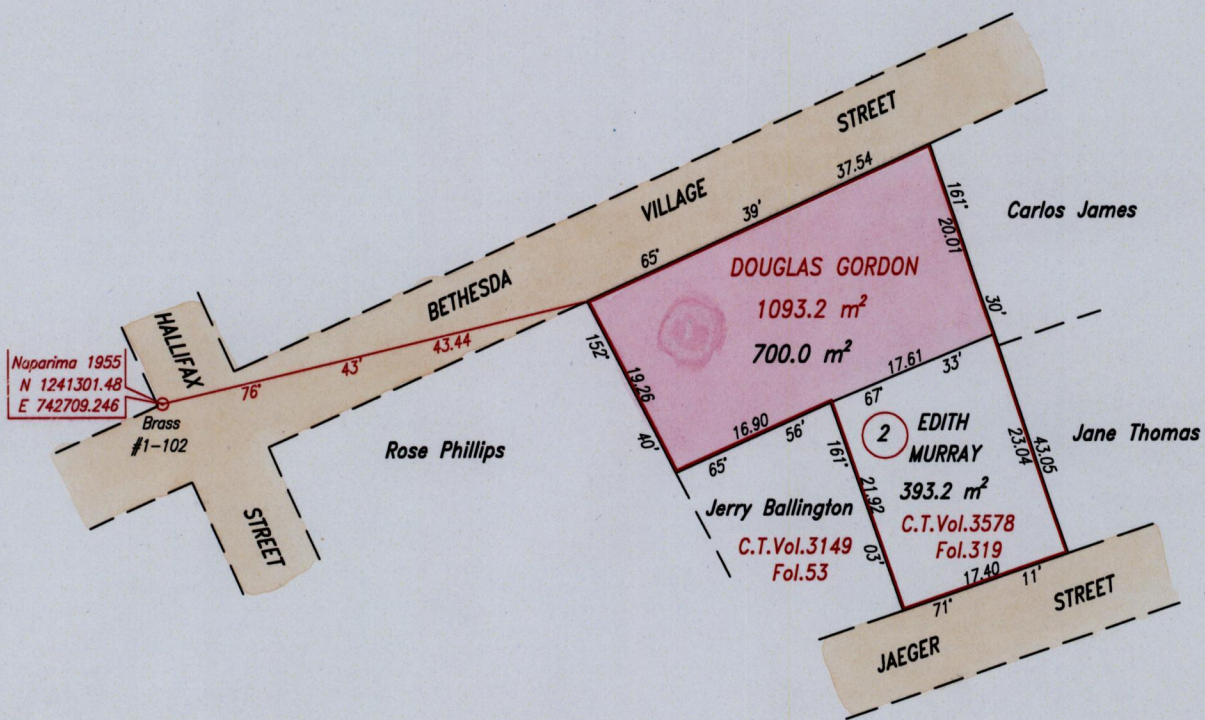 STREET
VILLAGE
BETHESDA
37.54
39'
65°
161°
20.01
30'
Carlos James
DOUGLAS GORDON
1093.2 m²
700.0 m²
HALLIFAX
STREET
Naparima 1955
N 1241301.48
E 742709.246
Brass
#1-102
76°
43'
43.44
152°
19.26
40'
Rose Phillips
16.90
65°
56'
17.61
67°
33'
2
EDITH
MURRAY
393.2 m²
C.T.Vol.3578
Fol.319
23.04
43.05
Jane Thomas
161°
21.92
03'
Jerry Ballington
C.T.Vol.3149
Fol.53
17.40
71°
11'
JAEGER
STREET